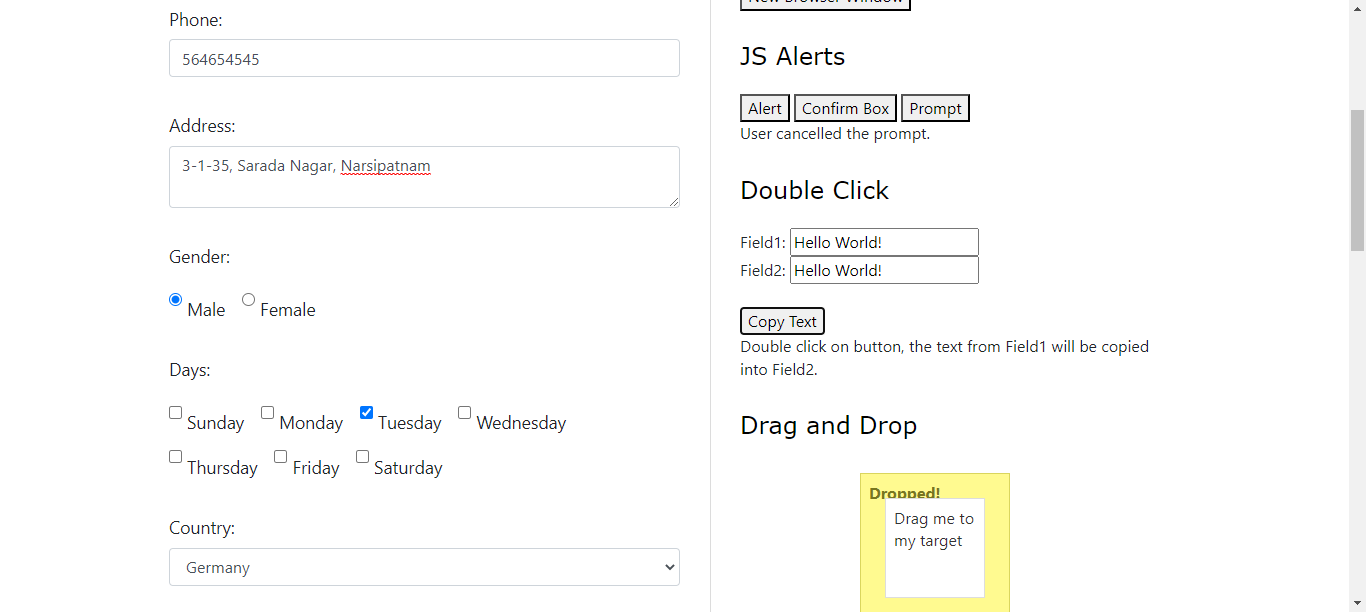 Phone:
564654545
Address:
3-1-35, Sarada Nagar, Narsipatnam
Gender:
Male Female
Days:
Sunday Monday Tuesday Wednesday
Thursday Friday Saturday
Country:
Germany
New Browser Window
JS Alerts
Alert Confirm Box Prompt
User cancelled the prompt.
Double Click
Field1: Hello World!
Field2: Hello World!
Copy Text
Double click on button, the text from Field1 will be copied
into Field2.
Drag and Drop
Dropped!
Drag me to
my target